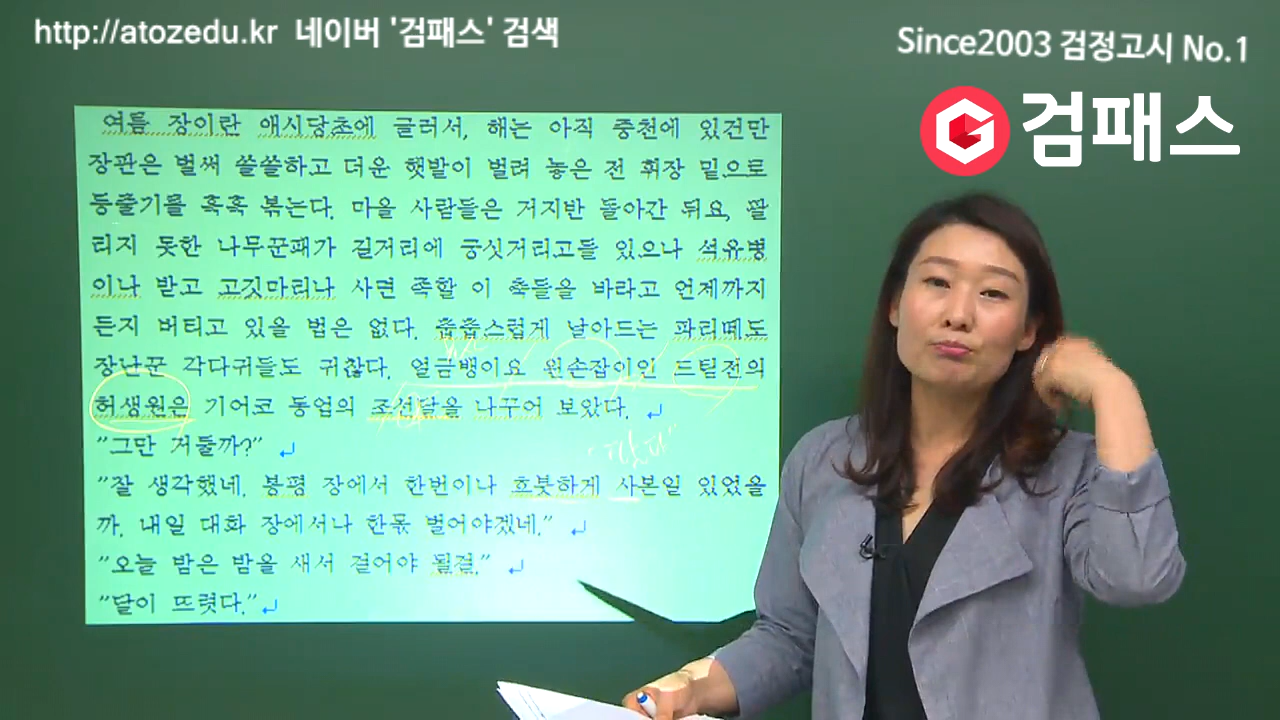 http://atozedu.kr 네이버 '검패스' 검색
Since2003 검정고시 No.1
검패스
여름 장이란 애시당초에 글러서, 해는 아직 중천에 있건만
장판은 벌써 쓸쓸하고 더운 햇발이 벌려 놓은 전 휘장 밑으로
등줄기를 훅훅 볶는다. 마을 사람들은 거지반 돌아간 뒤요, 팔
리지 못한 나무꾼패가 길거리에 궁싯거리고들 있으나 석유병
이나 받고 고깃마리나 사면 족할 이 축들을 바라고 언제까지
든지 버티고 있을 법은 없다. 춥춥스럽게 날아드는 파리떼도
장난꾼 각다귀들도 귀찮다. 얼금뱅이요 왼손잡이인 드팀전의
허생원은 기어코 동업의 조선달을 나꾸어 보았다.
"그만 거둘까?"
"잘 생각했네. 봉평 장에서 한번이나 흐붓하게 사본일 있었을
까. 내일 대화 장에서나 한몫 벌어야겠네."
"오늘 밤은 밤을 새서 걸어야 될걸."
"달이 뜨렷다."